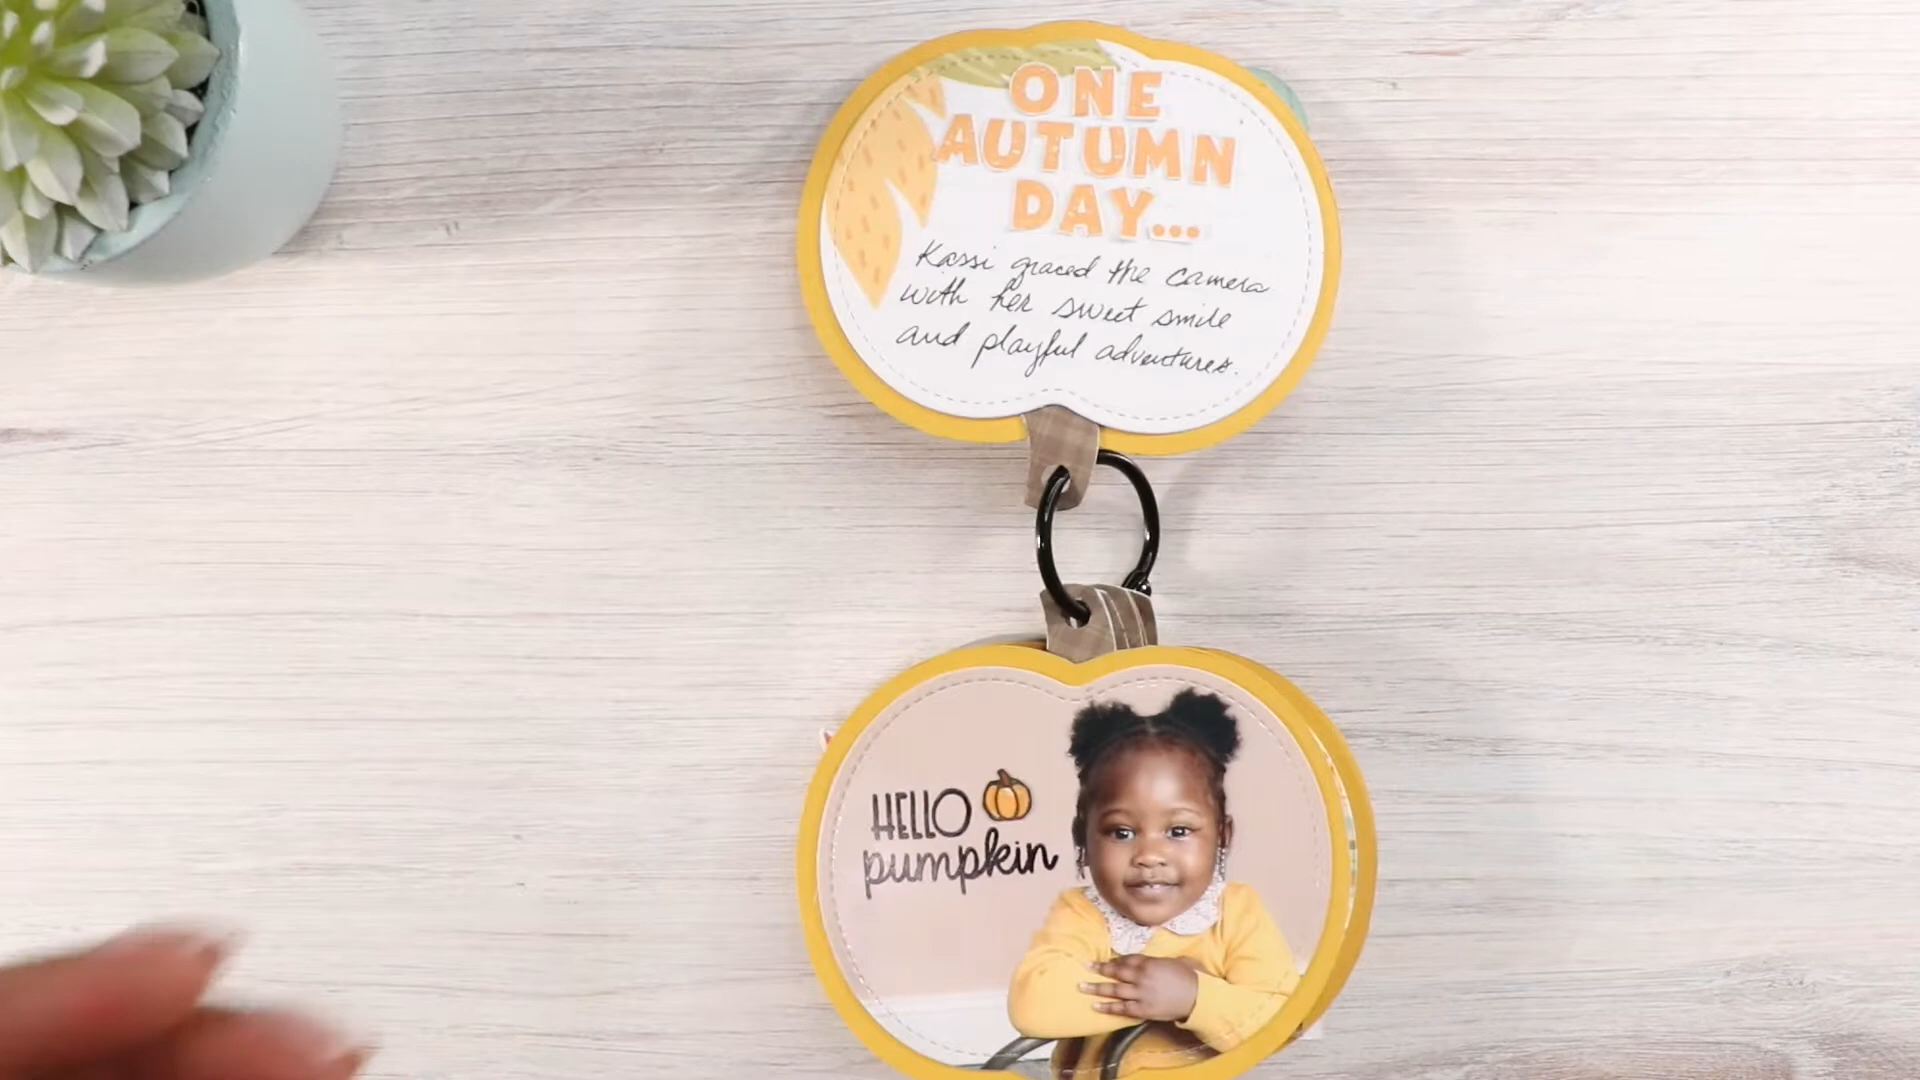 ONE
AUTUMN
DAY...
Kassi graced the camera
with her sweet smile
and playful adventures.
HELLO
pumpkin